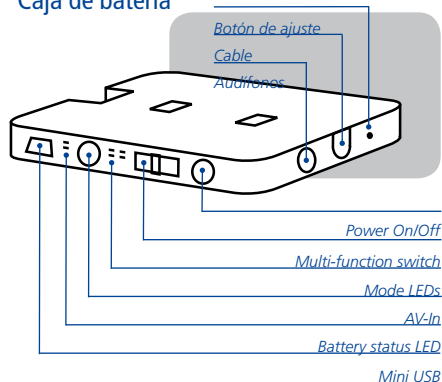 Caja de batería
Botón de ajuste
Cable
Audífonos
Power On/Off
Multi-function switch
Mode LEDs
AV-In
Battery status LED
Mini USB